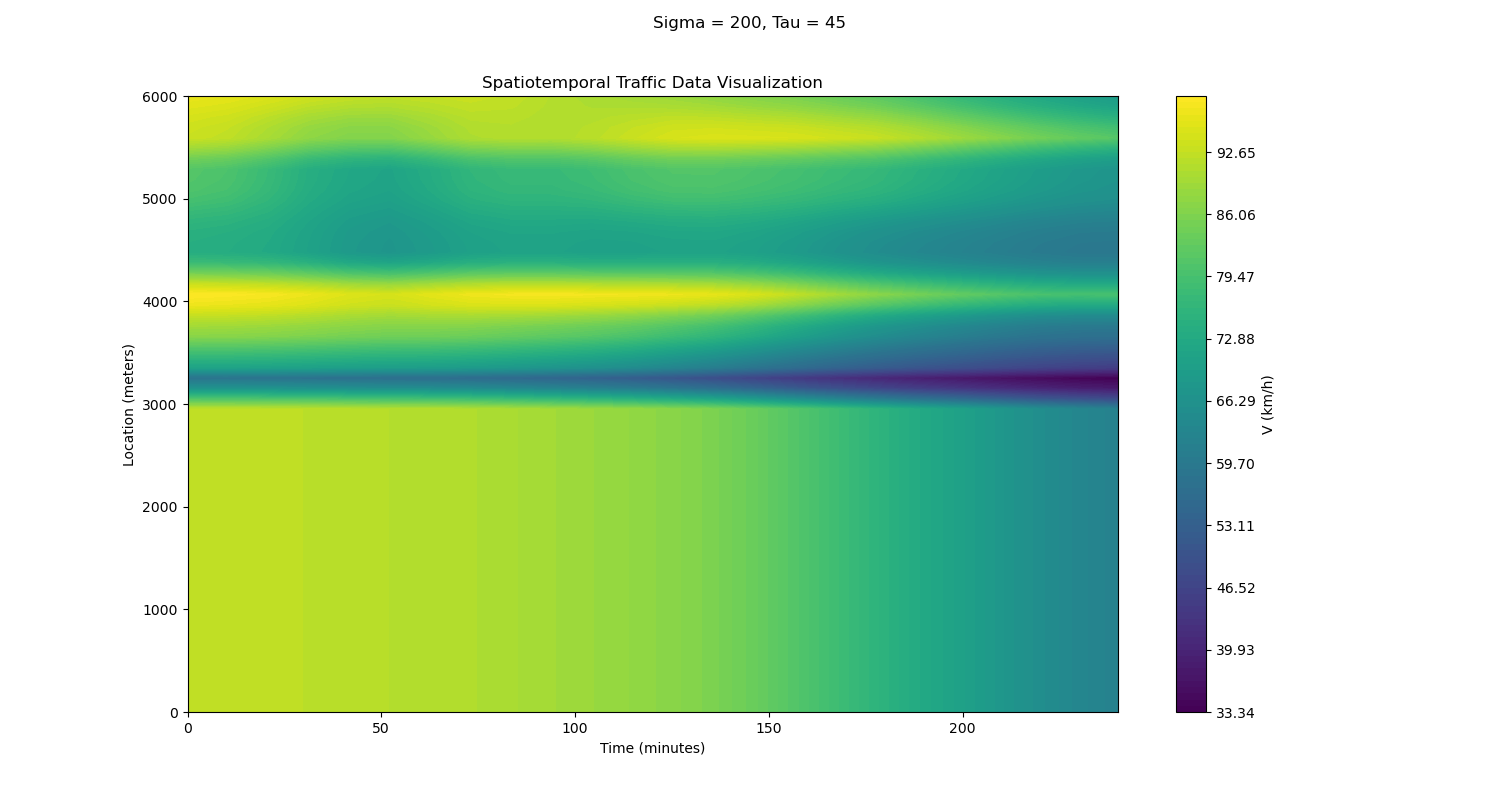 Sigma = 200, Tau = 45
Spatiotemporal Traffic Data Visualization
6000
5000
4000
3000
2000
1000
0
Location (meters)
0 50 100 150 200
Time (minutes)
92.65
86.06
79.47
72.88
66.29
59.70
53.11
46.52
39.93
33.34
V (km/h)